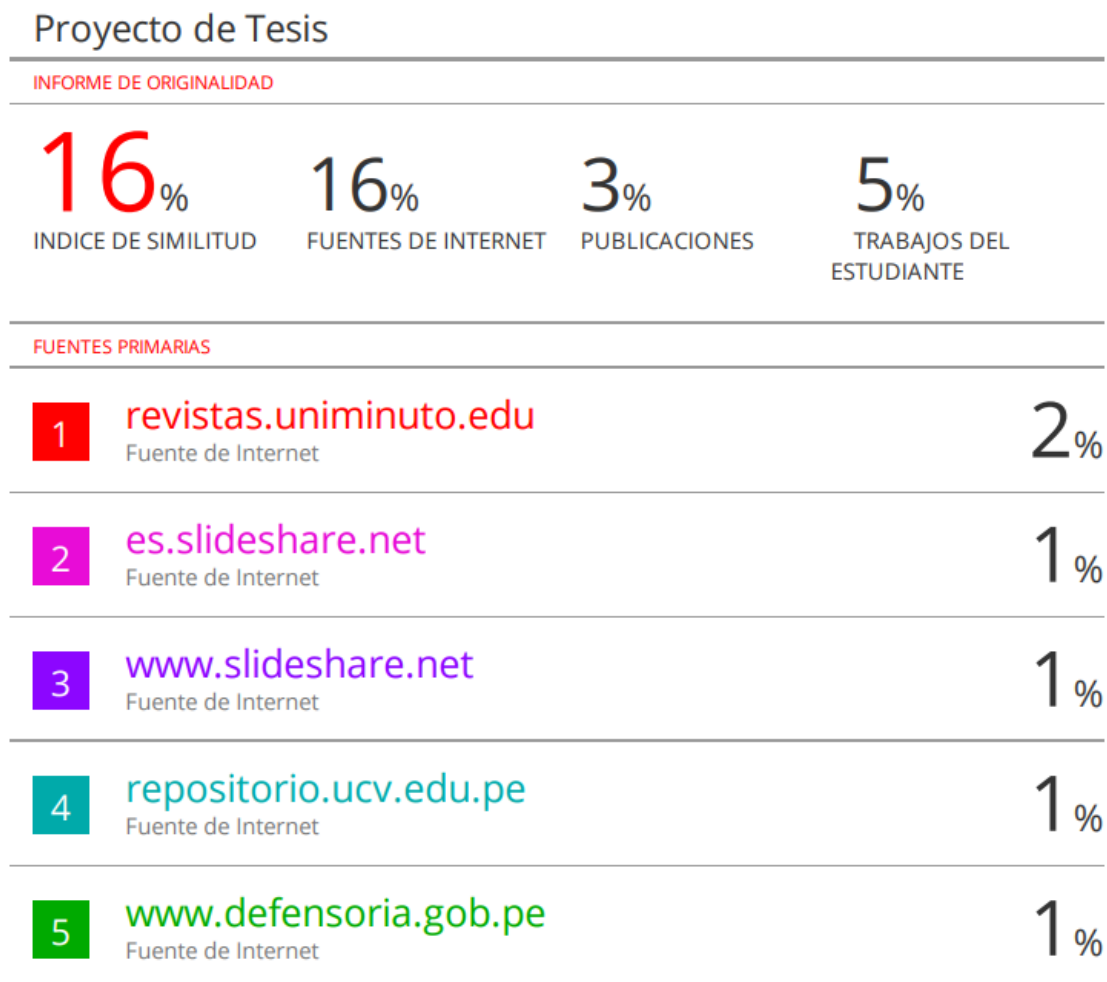 Proyecto de Tesis
INFORME DE ORIGINALIDAD
16% 16% 3% 5%
INDICE DE SIMILITUD FUENTES DE INTERNET PUBLICACIONES TRABAJOS DEL
ESTUDIANTE
FUENTES PRIMARIAS
1 revistas.uniminuto.edu 2%
Fuente de Internet
2 es.slideshare.net 1%
Fuente de Internet
3 www.slideshare.net 1%
Fuente de Internet
4 repositorio.ucv.edu.pe 1%
Fuente de Internet
5 www.defensoria.gob.pe 1%
Fuente de Internet